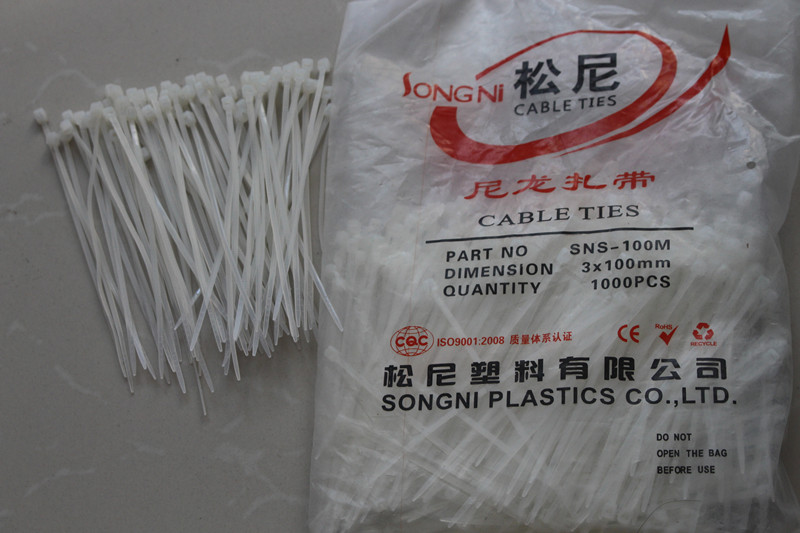 SONGNi 松尼
CABLE TIES
尼龙扎带
CABLE TIES
PART NO SNS-100M
DIMENSION 3x100mm
QUANTITY 1000PCS
CQC ISO9001:2008 质量体系认证 CE RoHS RECYCLE
松尼塑料有限公司
SONGNI PLASTICS CO.,LTD.
DO NOT
OPEN THE BAG
BEFORE USE